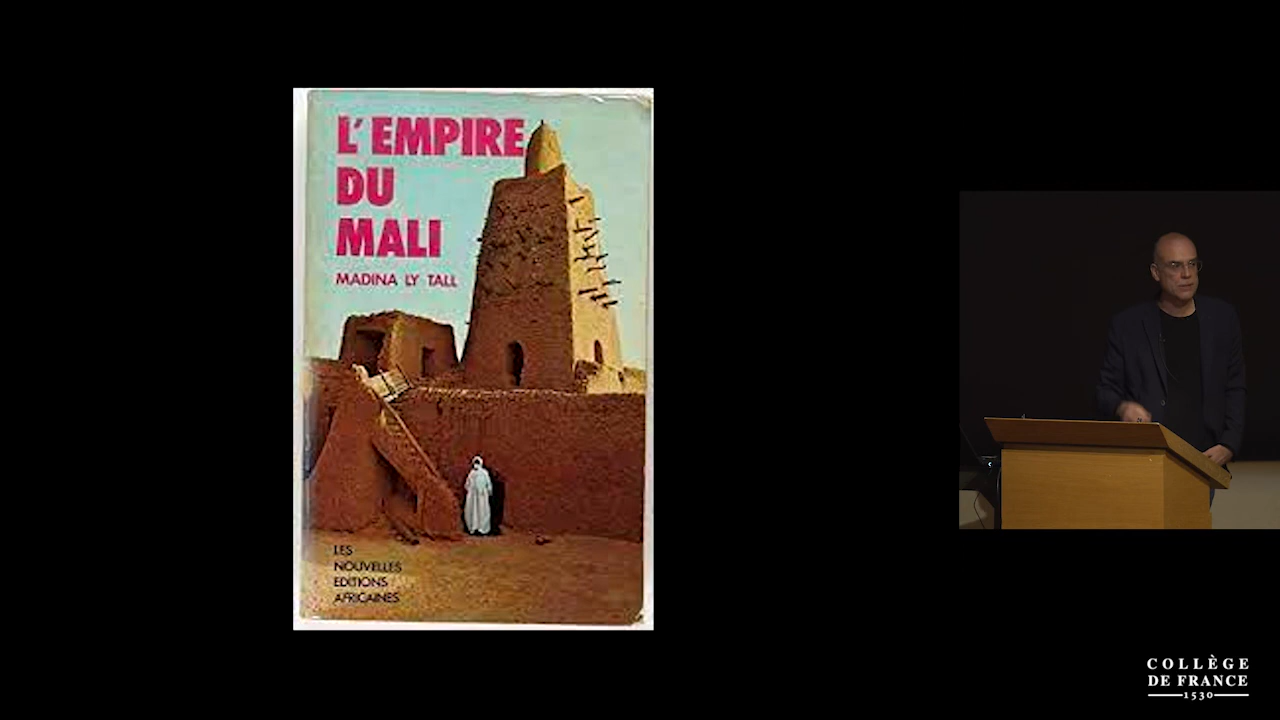 L'EMPIRE
DU
MALI
MADINA LY TALL
LES
NOUVELLES
EDITIONS
AFRICAINES
COLLÈGE
DE FRANCE
1530